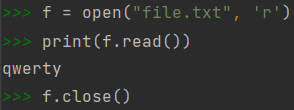 >>> f = open("file.txt", 'r')
>>> print(f.read())
qwerty
>>> f.close()